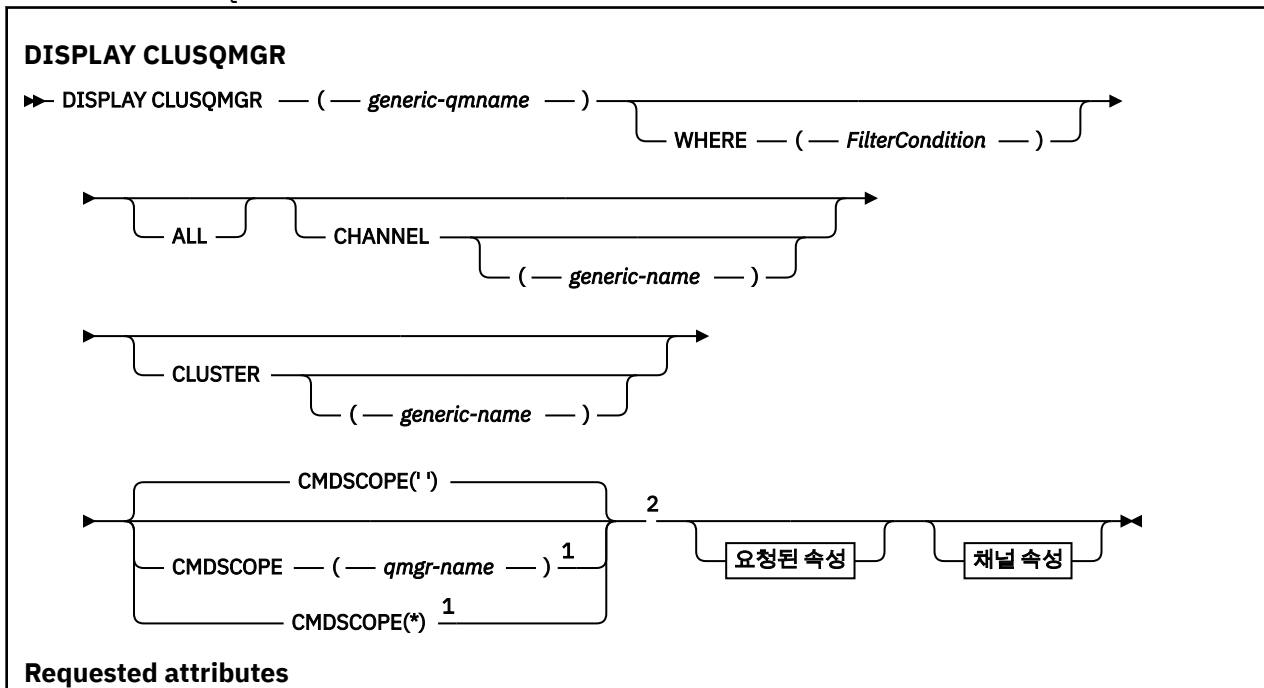 DISPLAY CLUSQMGR
DISPLAY CLUSQMGR ( generic-qmname )
WHERE ( FilterCondition )
ALL CHANNEL
( generic-name )
CLUSTER
( generic-name )
CMDSCOPE(' ')
2
CMDSCOPE ( qmgr-name ) 1
요청된 속성 채널 속성
CMDSCOPE(*) 1
Requested attributes